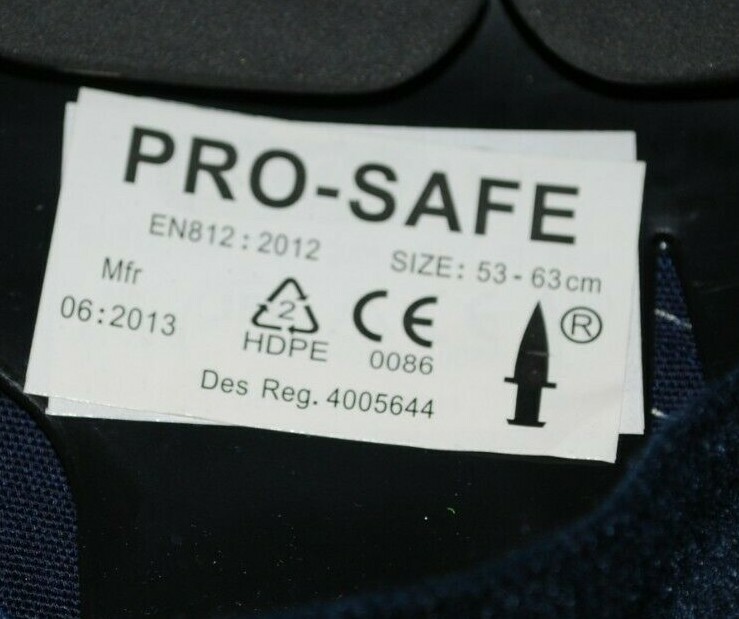 PRO-SAFE
EN812:2012
SIZE: 53-63cm
Mfr
06:2013
2
HDPE
CE
0086
®
Des Reg. 4005644